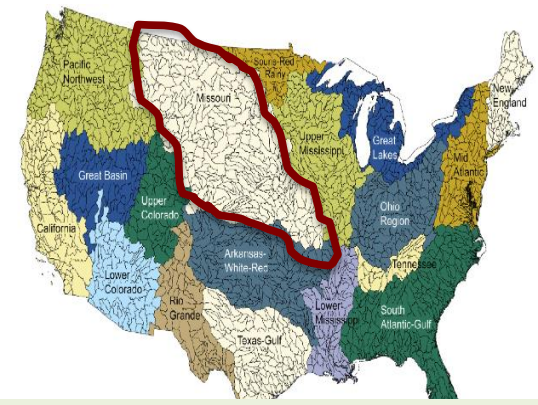 Pacific
Northwest
Missouri
Souris-Red
Rainy
New
England
Upper
Mississippi
Great
Lakes
Mid
Atlantic
Great Basin
Upper
Colorado
Ohio
Region
California
Arkansas-
White-Red
Tennessee
Lower
Colorado
Rio
Grande
Lower
Mississippi
South
Atlantic-Gulf
Texas-Gulf